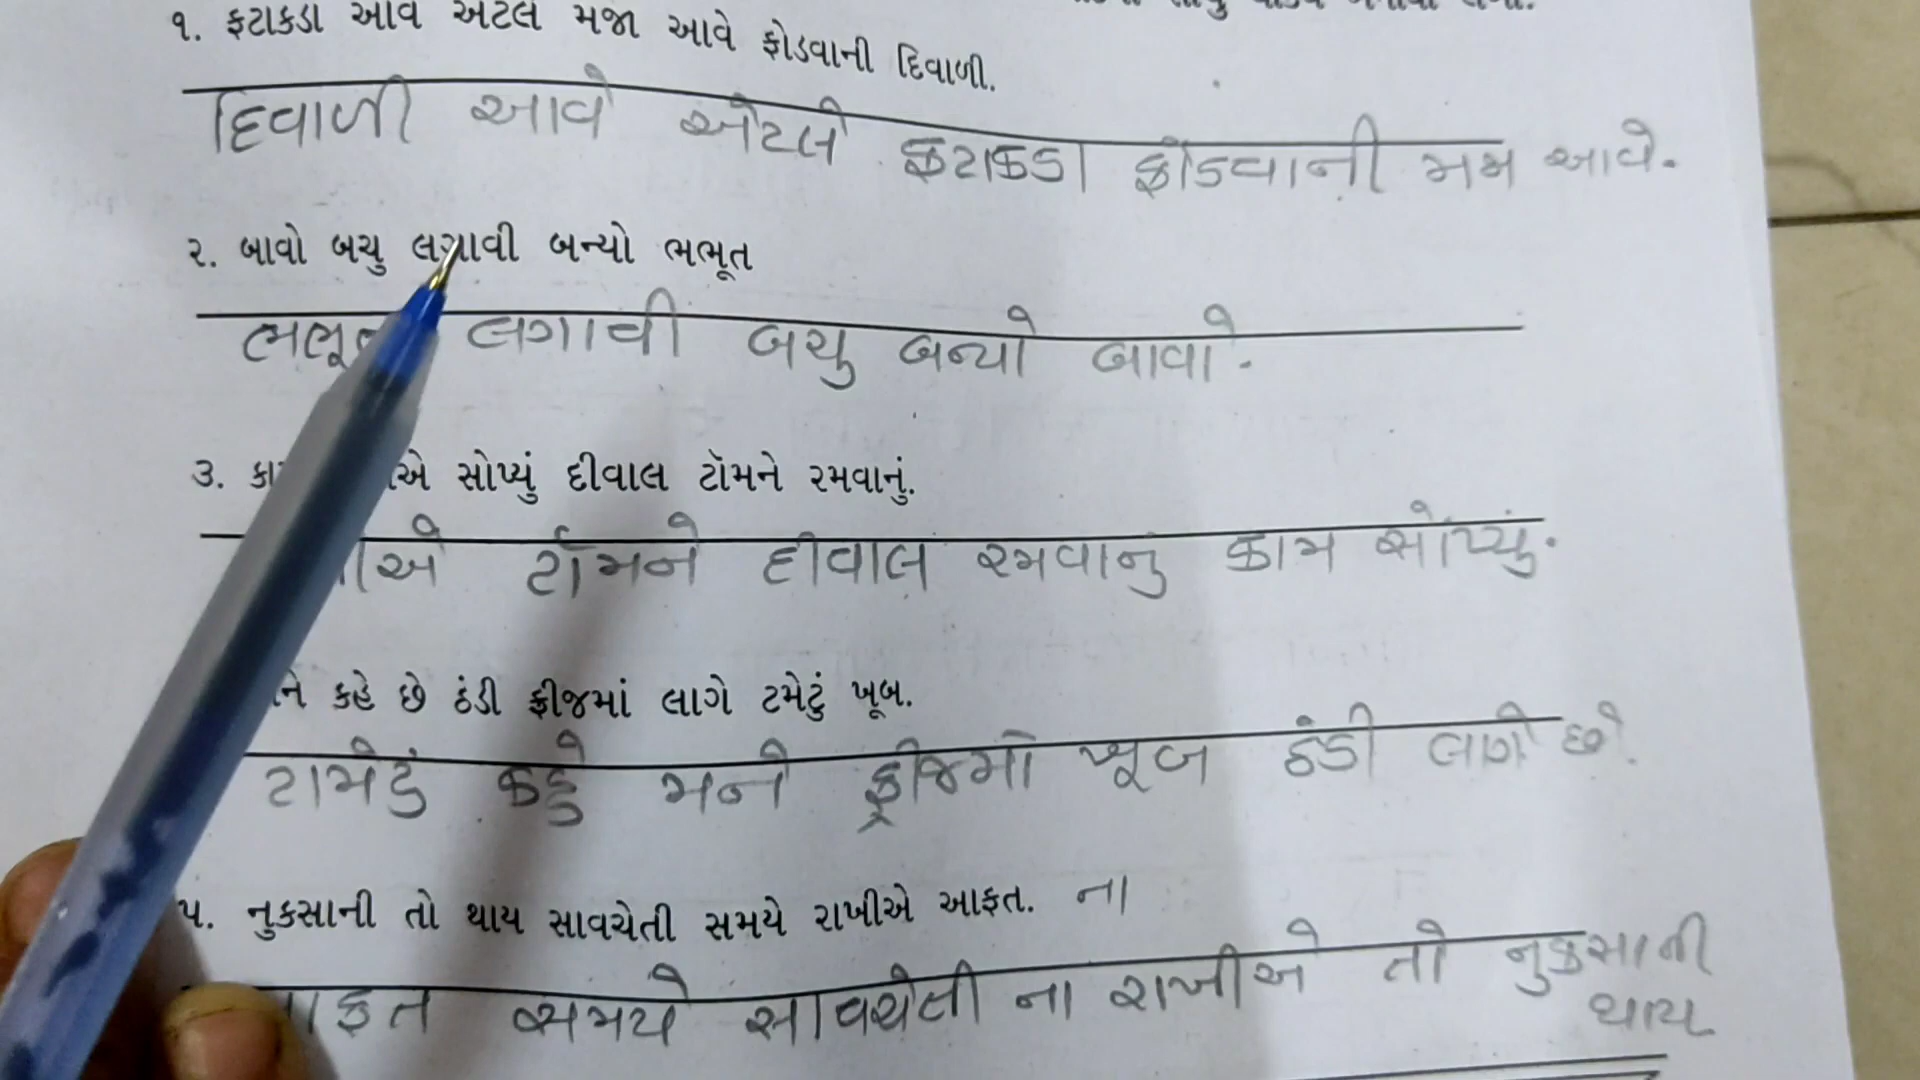 ૧. ફટાકડા આવે એટલે મજા આવે ફોડવાની દિવાળી.
દિવાળી આવે એટલે ફટાકડા ફોડવાની મજા આવે.
૨. બાવો બચુ લગાવી બન્યો ભભૂત
ભભૂત લગાવી બચુ બન્યો બાવો.
૩. સોપ્યું દીવાલ ટૉમને રમવાનું.
ટૉમને દીવાલ રમવાનુ કામ સોપ્યું.
કહે છે ઠંડી ફ્રીજમાં લાગે ટમેટું ખૂબ.
ટામેટું કહે મને ફ્રીજમાં ખૂબ ઠંડી લાગે છે.
૫. નુકસાની તો થાય સાવચેતી સમયે રાખીએ આફત. ના
સમયે સાવચેતી ના રાખીએ તો નુકસાની
થાય